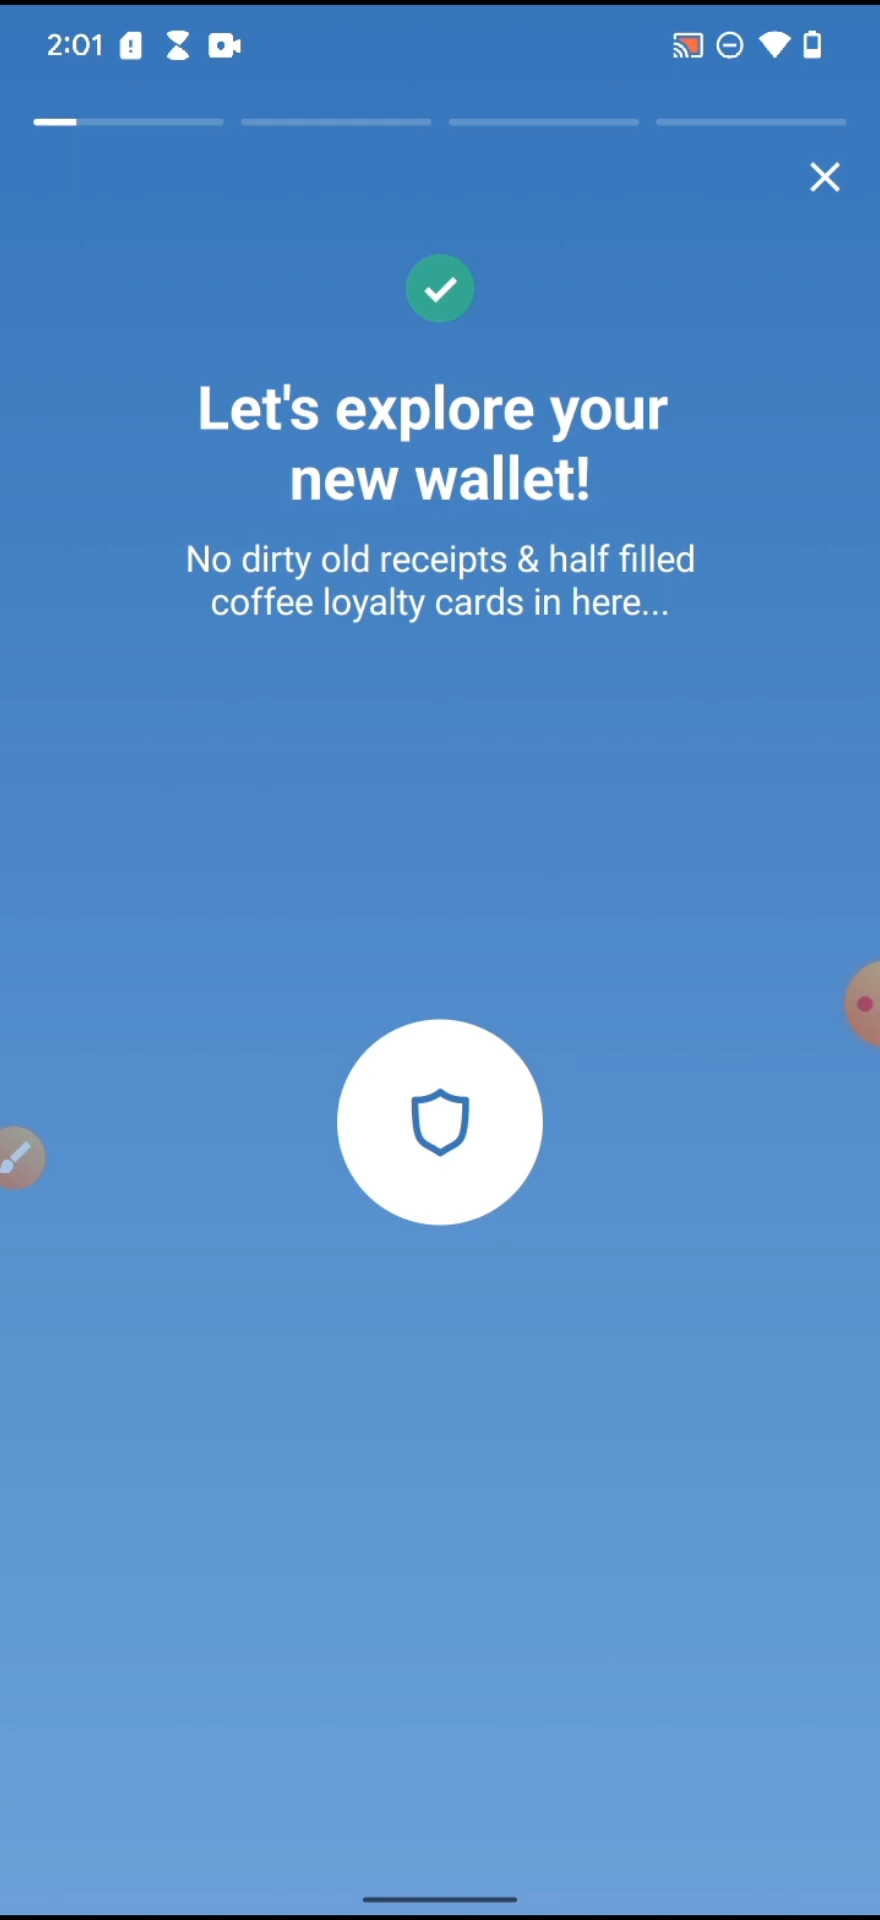 2:01
Let's explore your
new wallet!
No dirty old receipts & half filled
coffee loyalty cards in here...